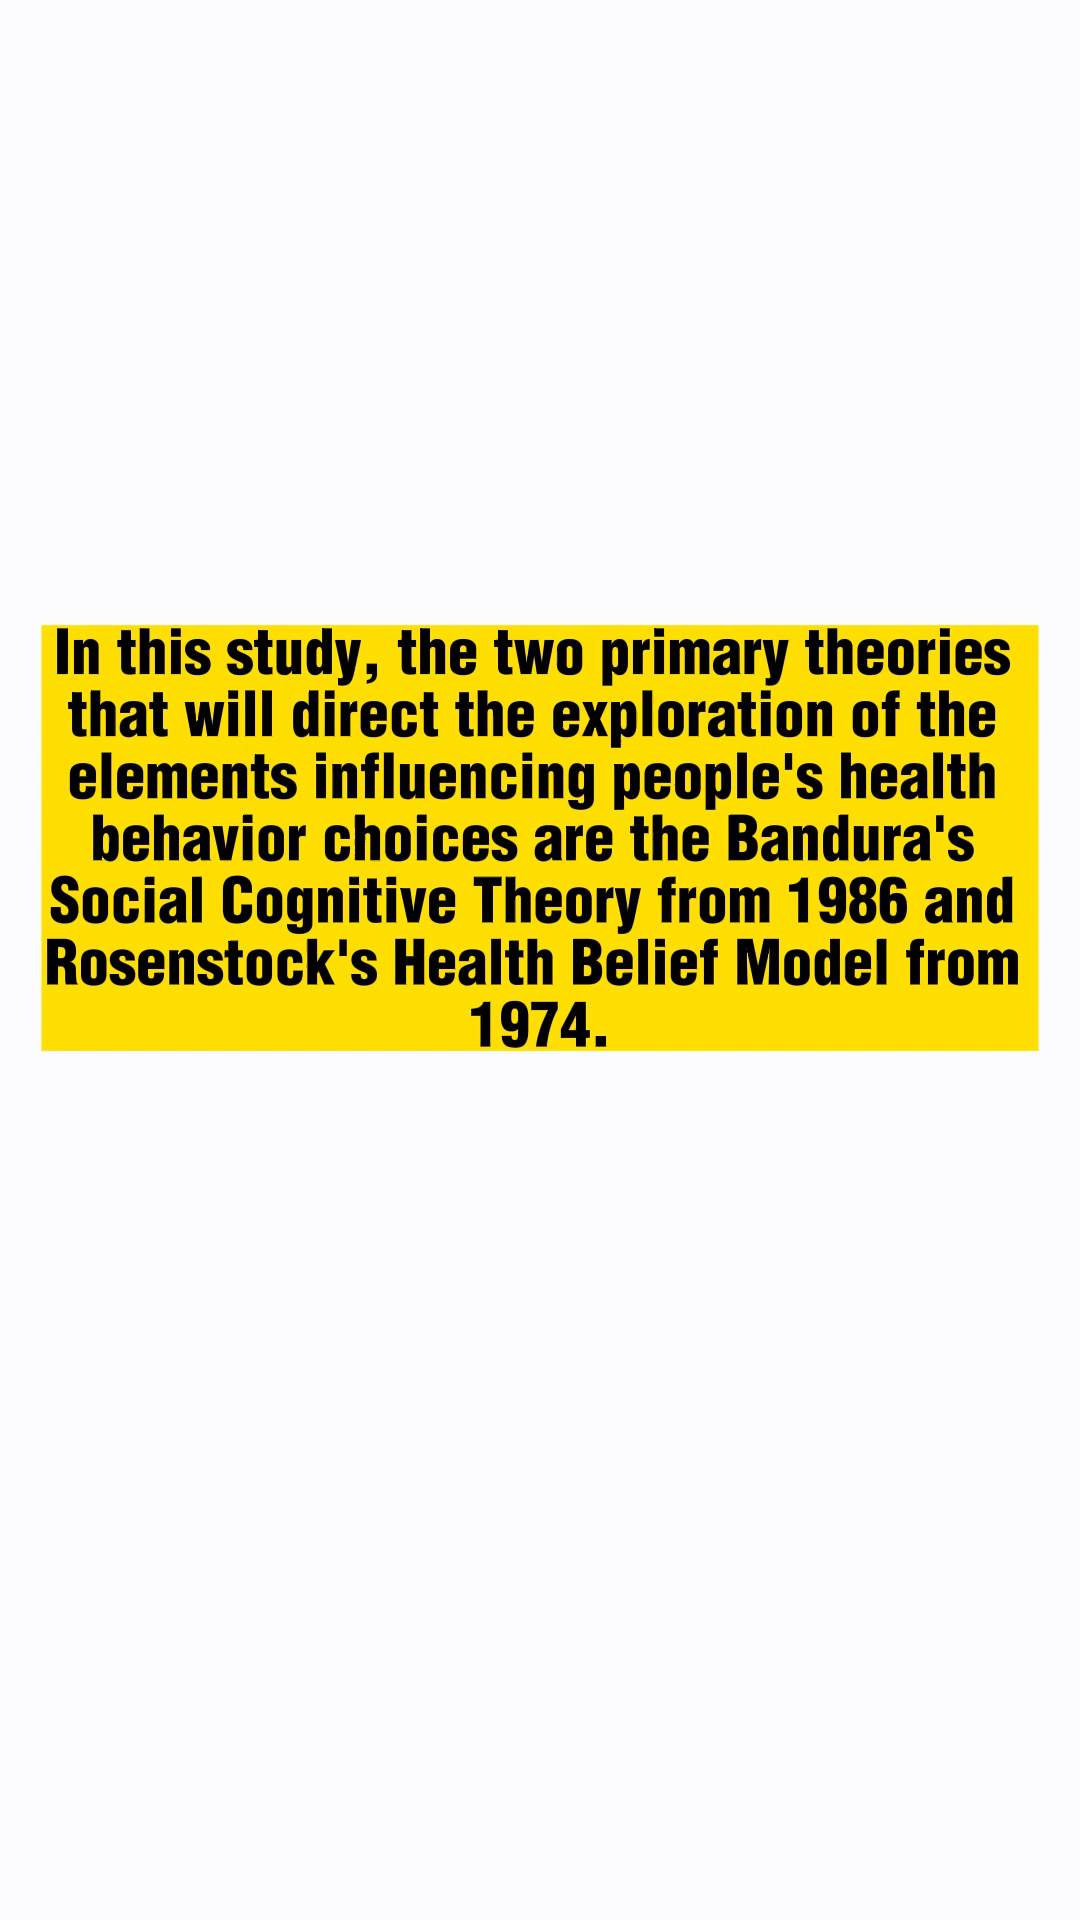 In this study, the two primary theories
that will direct the exploration of the
elements influencing people's health
behavior choices are the Bandura's
Social Cognitive Theory from 1986 and
Rosenstock's Health Belief Model from
1974.